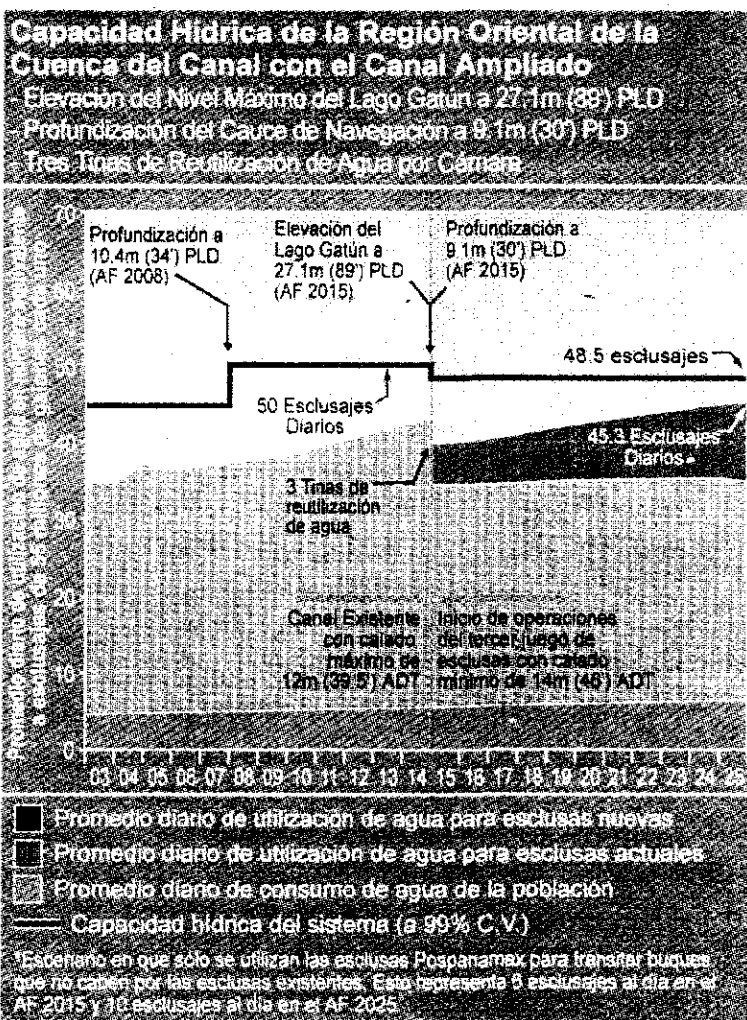 Capacidad Hídrica de la Región Oriental de la
Cuenca del Canal con el Canal Ampliado
- Elevación del Nivel Máximo del Lago Gatún a 27.1m (89') PLD
- Profundización del Cauce de Navegación a 9.1m (30') PLD
- Tres Tinas de Reutilización de Agua por Cámara
Promedio diario de utilización de agua
a esclusajes
70
Profundización a
10.4m (34') PLD
(AF 2008)
Elevación del
Lago Gatún a
27.1m (89') PLD
(AF 2015)
Profundización a
9.1m (30') PLD
(AF 2015)
48.5 esclusajes
50 Esclusajes
Diarios
45.3 Esclusajes
Diarios
3 Tinas de
reutilización
de agua
40
20
10
0
Canal Existente
con calado
máximo de
12m (39.5') ADT
Inicio de operaciones
del tercer juego de
esclusas con calado
mínimo de 14m (46') ADT
03 04 05 06 07 08 09 10 11 12 13 14 15 16 17 18 19 20 21 22 23 24 25
Promedio diario de utilización de agua para esclusas nuevas
Promedio diario de utilización de agua para esclusas actuales
Promedio diario de consumo de agua de la población
Capacidad hídrica del sistema (a 99% C.V.)
*Escenario en que sólo se utilizan las esclusas Pospanamax para transitar buques
que no caben por las esclusas existentes. Esto representa 5 esclusajes al día en el
AF 2015 y 10 esclusajes al día en el AF 2025.